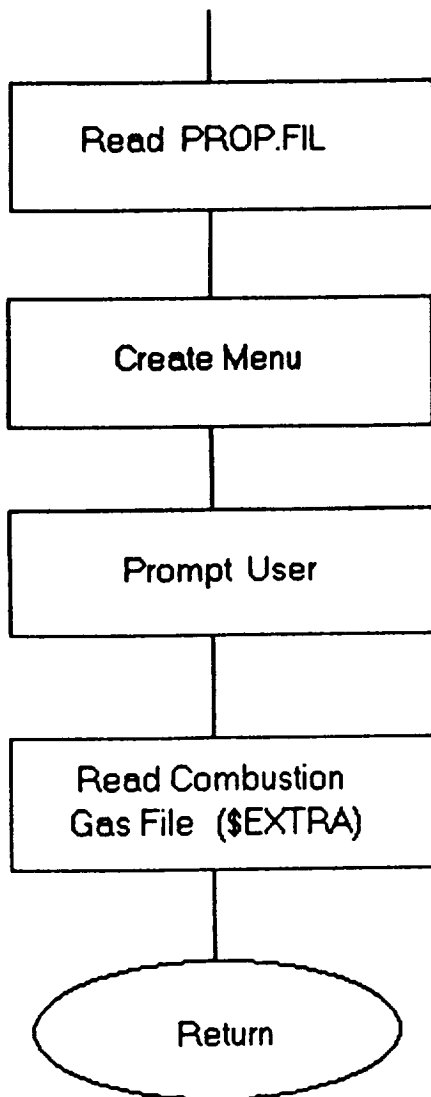 Read PROP.FIL
Create Menu
Prompt User
Read Combustion
Gas File ($EXTRA)
Return